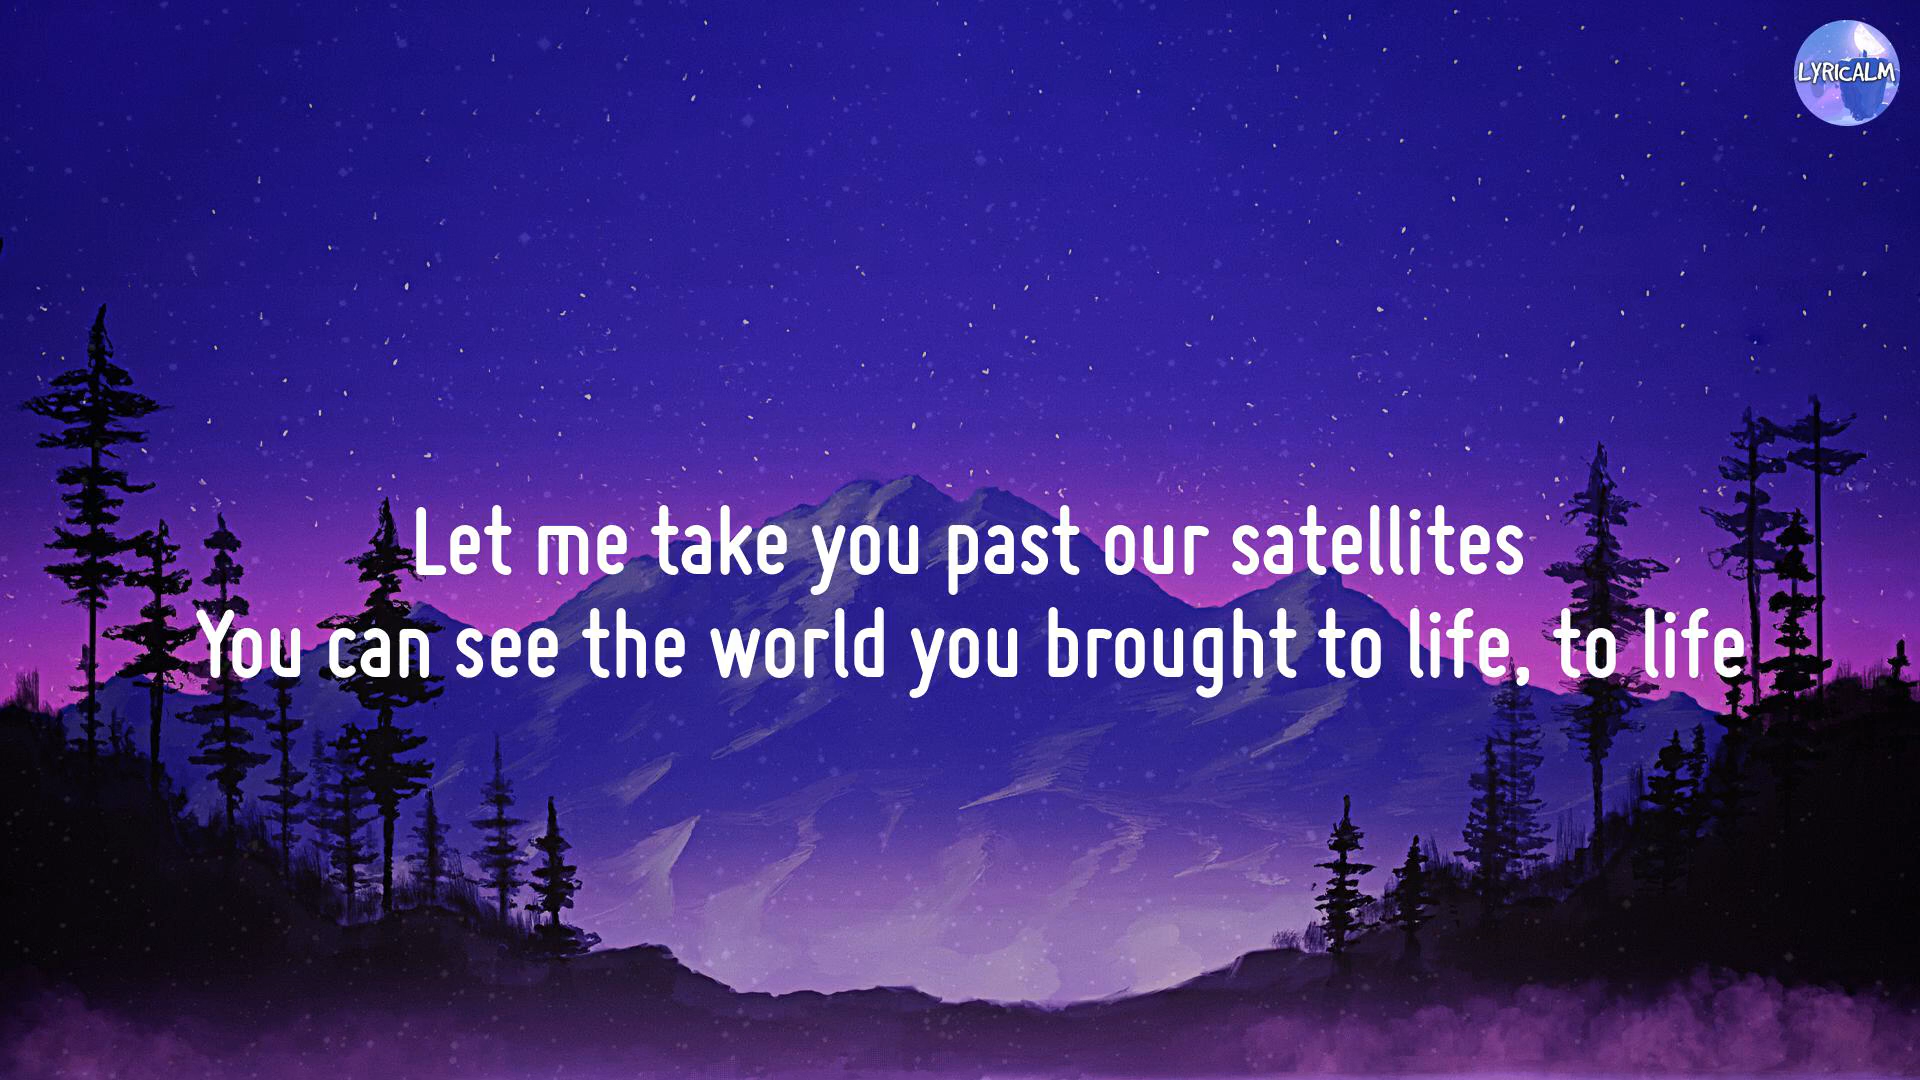 LYRICALM
Let me take you past our satellites
You can see the world you brought to life, to life